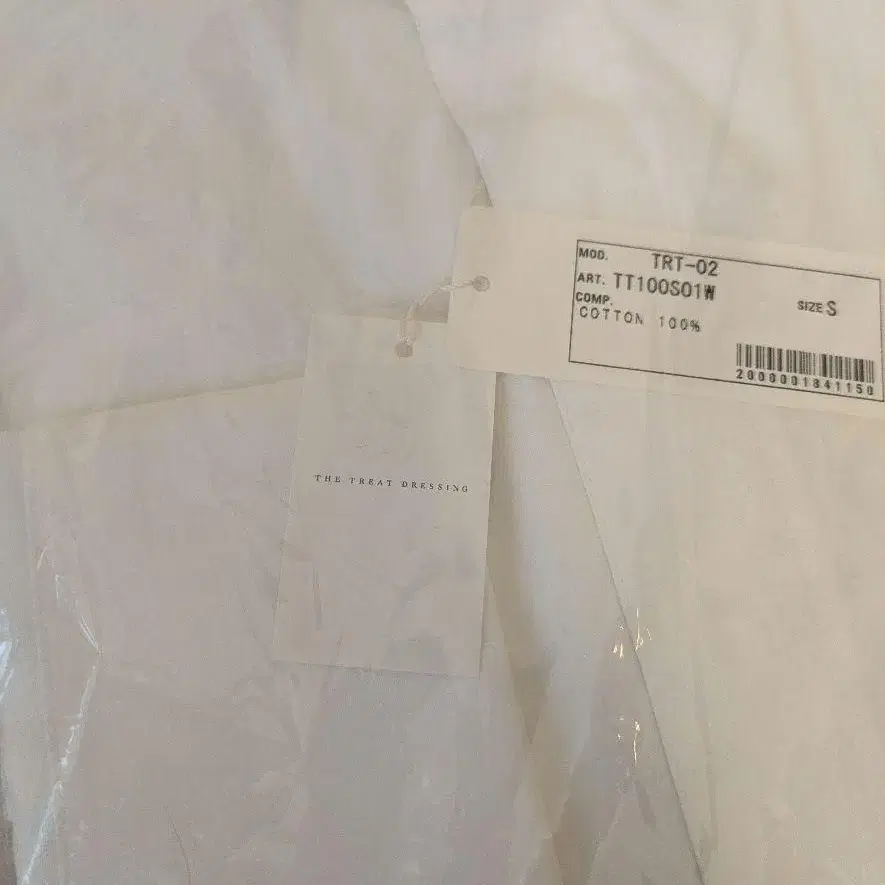 MOD. TRT-02
ART. TT100S01W
SIZE S
COMP.
COTTON 100%
2000001841150
THE TREAT DRESSING